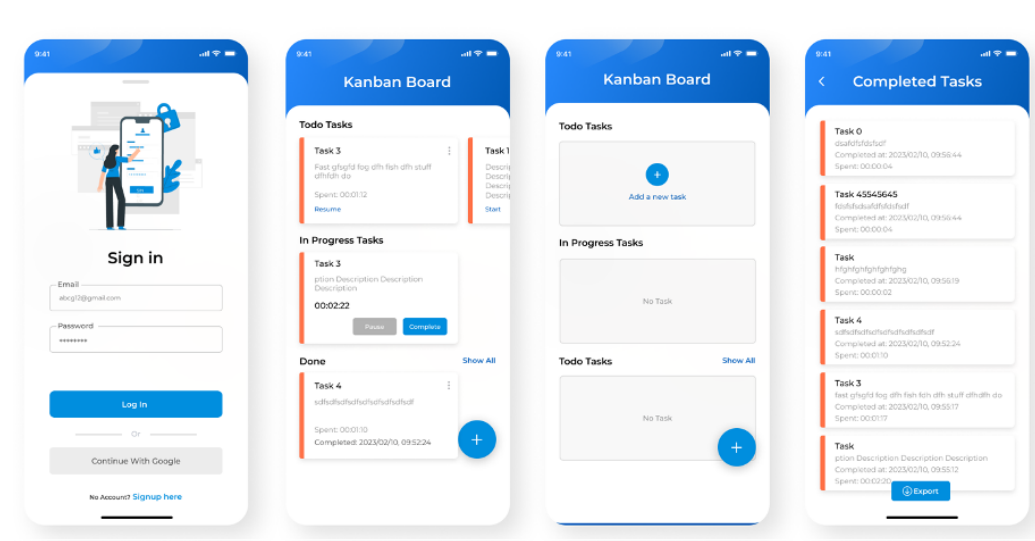 9:41
Sign in
Email
abcg12@gmail.com
Password
********
Log In
Or
Continue With Google
No Account? Signup here
9:41
Kanban Board
Todo Tasks
Task 3
Fast gfsgfd fog dfh fish dfh stuff
dfhfdh do
Spent: 00:01:12
Resume
Task 1
Start
In Progress Tasks
Task 3
ption Description Description
Description
00:02:22
Pause
Complete
Done
Show All
Task 4
sdfsdfsdfsdfsdfsdfsdfsdf
Spent: 00:01:10
Completed: 2023/02/10, 09:52:24
+
9:41
Kanban Board
Todo Tasks
+
Add a new task
In Progress Tasks
No Task
Todo Tasks
Show All
No Task
+
9:41
< Completed Tasks
Task 0
Completed at: 2023/02/10, 09:56:44
Spent: 00:00:04
Task 45545645
Completed at: 2023/02/10, 09:56:44
Spent: 00:00:04
Task
hfghfghfghfghfghg
Completed at: 2023/02/10, 09:56:19
Spent: 00:00:02
Task 4
sdfsdfsdfsdfsdfsdfsdfsdf
Completed at: 2023/02/10, 09:52:24
Spent: 00:01:10
Task 3
fast gfsgfd fog dfh fish fdh dfh stuff dfhdfh do
Completed at: 2023/02/10, 09:55:17
Spent: 00:01:17
Task
ption Description Description Description
Completed at: 2023/02/10, 09:55:12
Spent: 00:02:20
Export